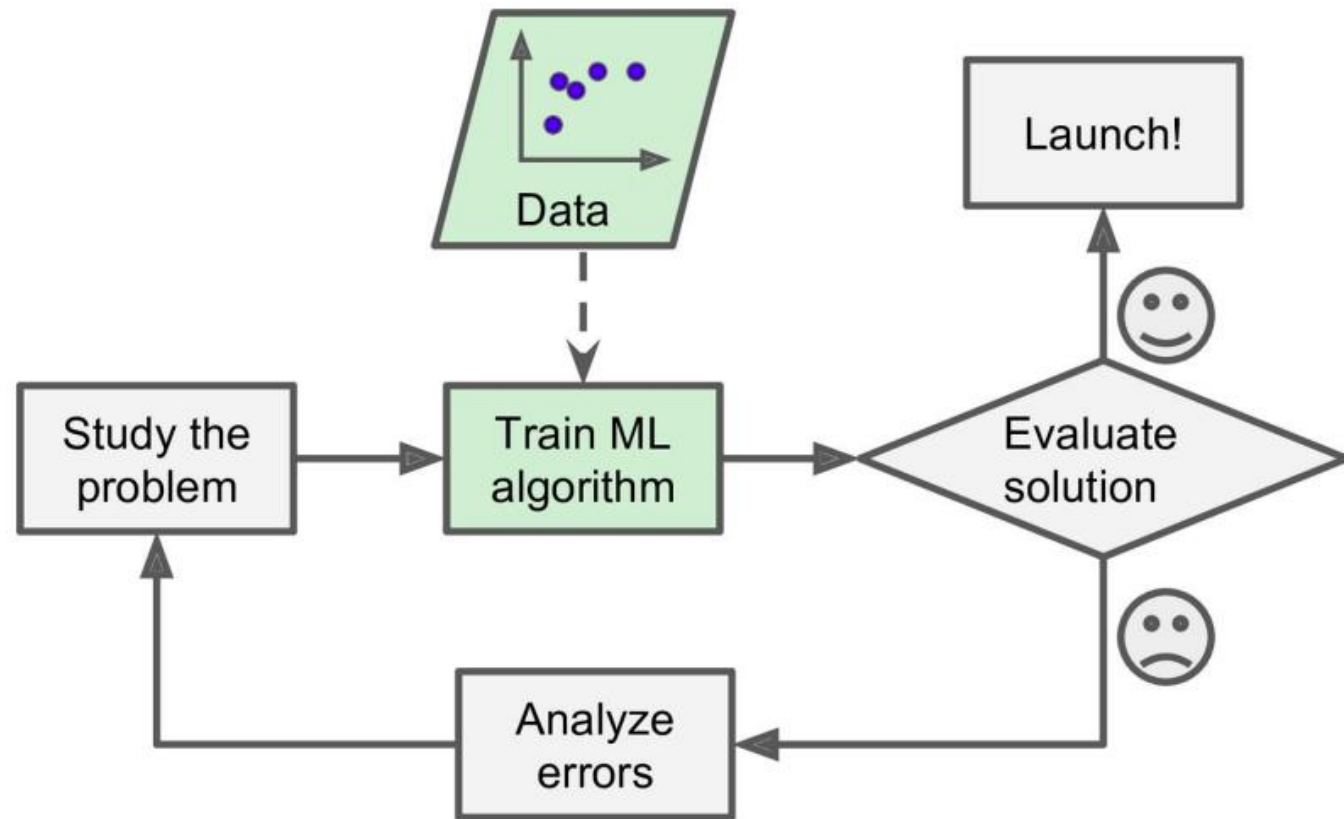 Data
Launch!
Study the
problem
Train ML
algorithm
Evaluate
solution
Analyze
errors